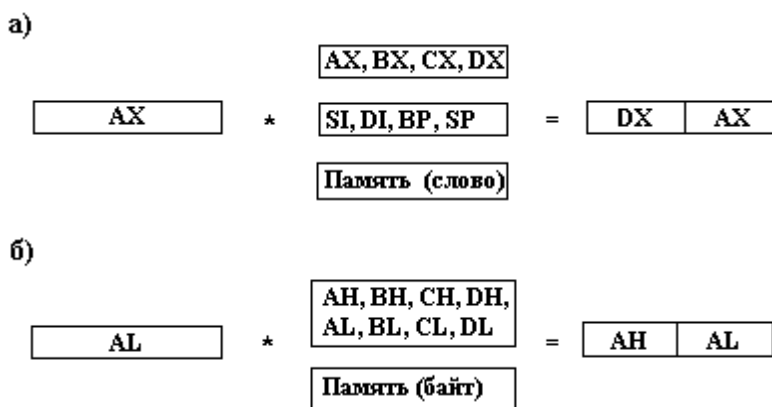 а)
AX, BX, CX, DX
AX * SI, DI, BP, SP = DX AX
Память (слово)
б)
AH, BH, CH, DH,
AL, BL, CL, DL
AL * = AH AL
Память (байт)